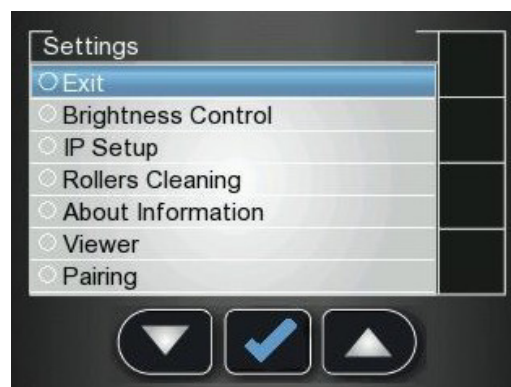 Settings
Exit
Brightness Control
IP Setup
Rollers Cleaning
About Information
Viewer
Pairing